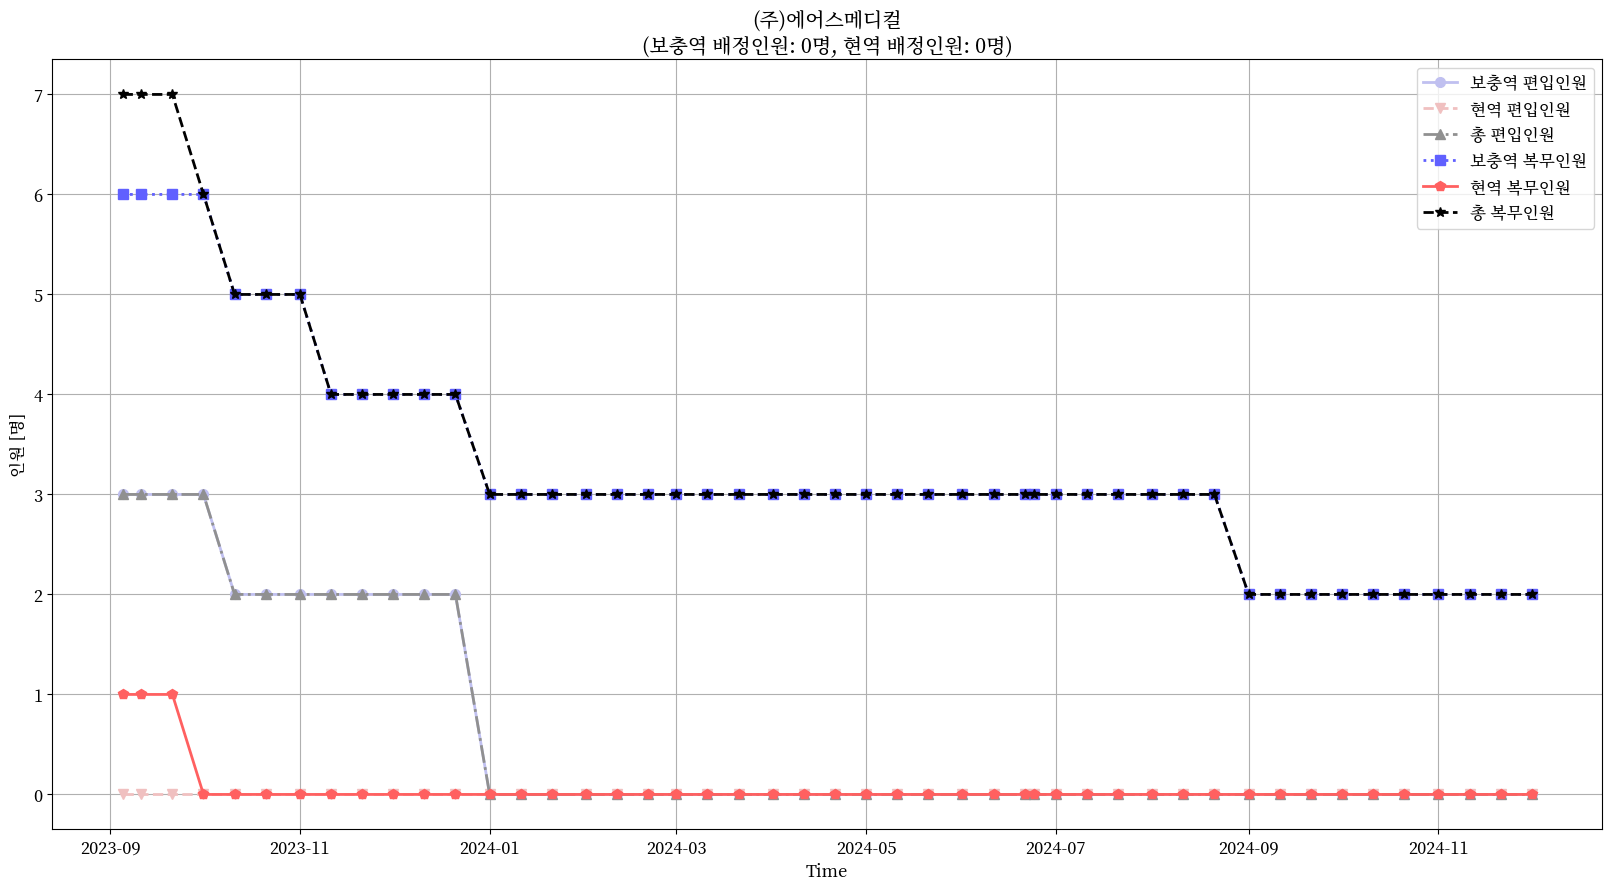 (주)에어스메디컬
(보충역 배정인원: 0명, 현역 배정인원: 0명)
보충역 편입인원
현역 편입인원
총 편입인원
보충역 복무인원
현역 복무인원
총 복무인원
인원 [명]
7
6
5
4
3
2
1
0
2023-09
2023-11
2024-01
2024-03
2024-05
2024-07
2024-09
2024-11
Time